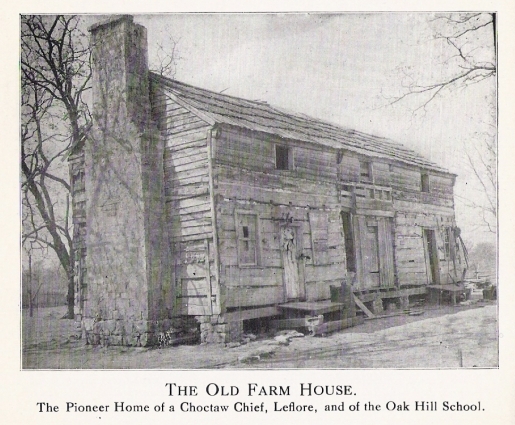 The Old Farm House.
The Pioneer Home of a Choctaw Chief, Leflore, and of the Oak Hill School.